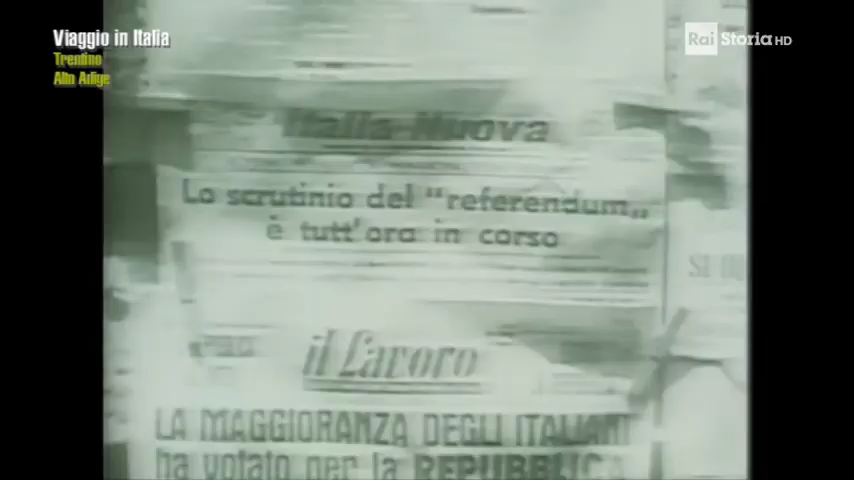 Viaggio in Italia
Trentino
Alto Adige
Rai Storia HD
Italia Nuova
Lo scrutinio del "referendum„
è tutt'ora in corso
il Lavoro
LA MAGGIORANZA DEGLI ITALIANI
ha votato per la REPUBBLICA